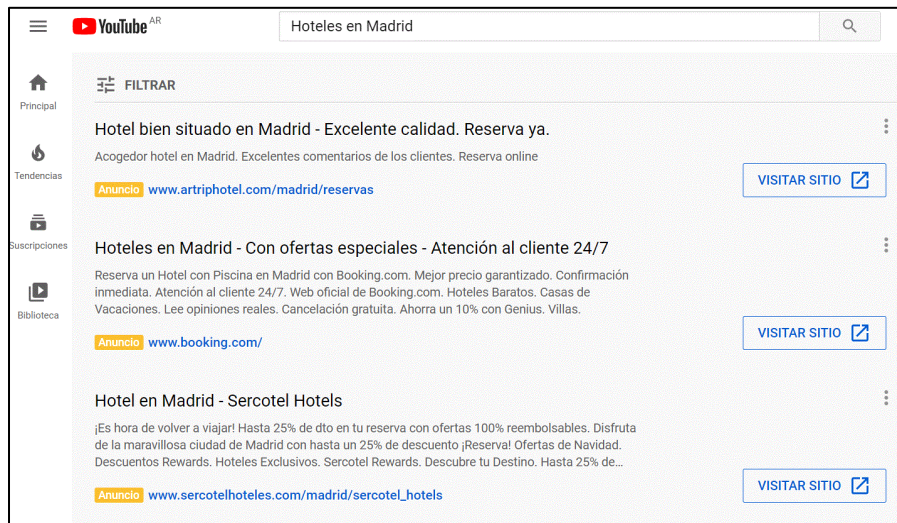 YouTube AR
Hoteles en Madrid
Principal
Tendencias
Suscripciones
Biblioteca
FILTRAR
Hotel bien situado en Madrid - Excelente calidad. Reserva ya.
Acogedor hotel en Madrid. Excelentes comentarios de los clientes. Reserva online
Anuncio www.artriphotel.com/madrid/reservas
VISITAR SITIO
Hoteles en Madrid - Con ofertas especiales - Atención al cliente 24/7
Reserva un Hotel con Piscina en Madrid con Booking.com. Mejor precio garantizado. Confirmación
inmediata. Atención al cliente 24/7. Web oficial de Booking.com. Hoteles Baratos. Casas de
Vacaciones. Lee opiniones reales. Cancelación gratuita. Ahorra un 10% con Genius. Villas.
Anuncio www.booking.com/
VISITAR SITIO
Hotel en Madrid - Sercotel Hotels
¡Es hora de volver a viajar! Hasta 25% de dto en tu reserva con ofertas 100% reembolsables. Disfruta
de la maravillosa ciudad de Madrid con hasta un 25% de descuento ¡Reserva! Ofertas de Navidad.
Descuentos Rewards. Hoteles Exclusivos. Sercotel Rewards. Descubre tu Destino. Hasta 25% de...
Anuncio www.sercotelhoteles.com/madrid/sercotel_hotels
VISITAR SITIO